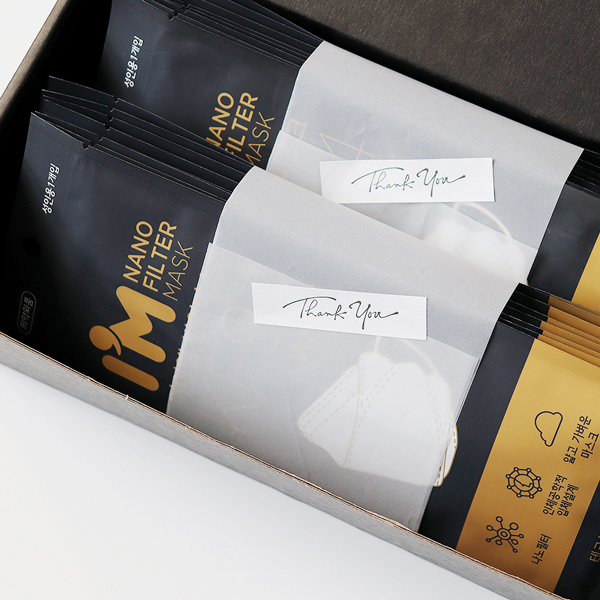 성인용 1개입
NANO
FILTER
MASK
Thank You
성인용 1개입
I'M
NANO
FILTER
MASK
Thank You
얇고 가벼운
마스크
인체공학적
입체설계
나노필터